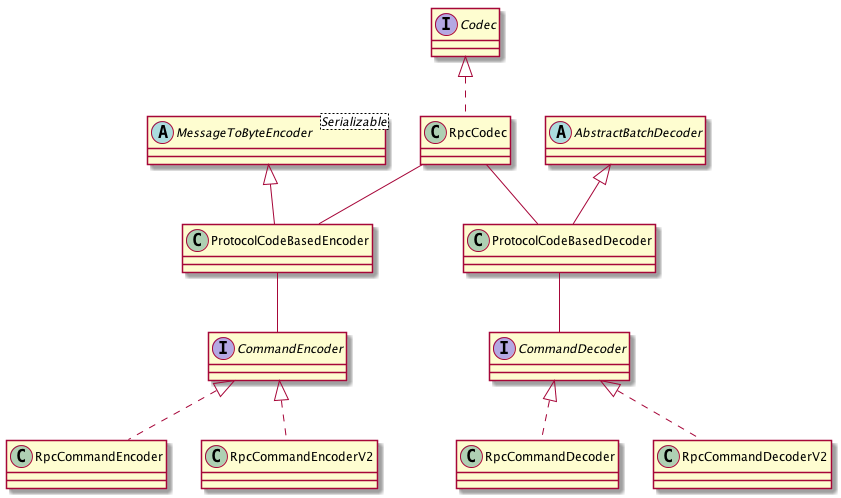 I Codec
A MessageToByteEncoder Serializable
C RpcCodec
A AbstractBatchDecoder
C ProtocolCodeBasedEncoder
C ProtocolCodeBasedDecoder
I CommandEncoder
I CommandDecoder
C RpcCommandEncoder
C RpcCommandEncoderV2
C RpcCommandDecoder
C RpcCommandDecoderV2